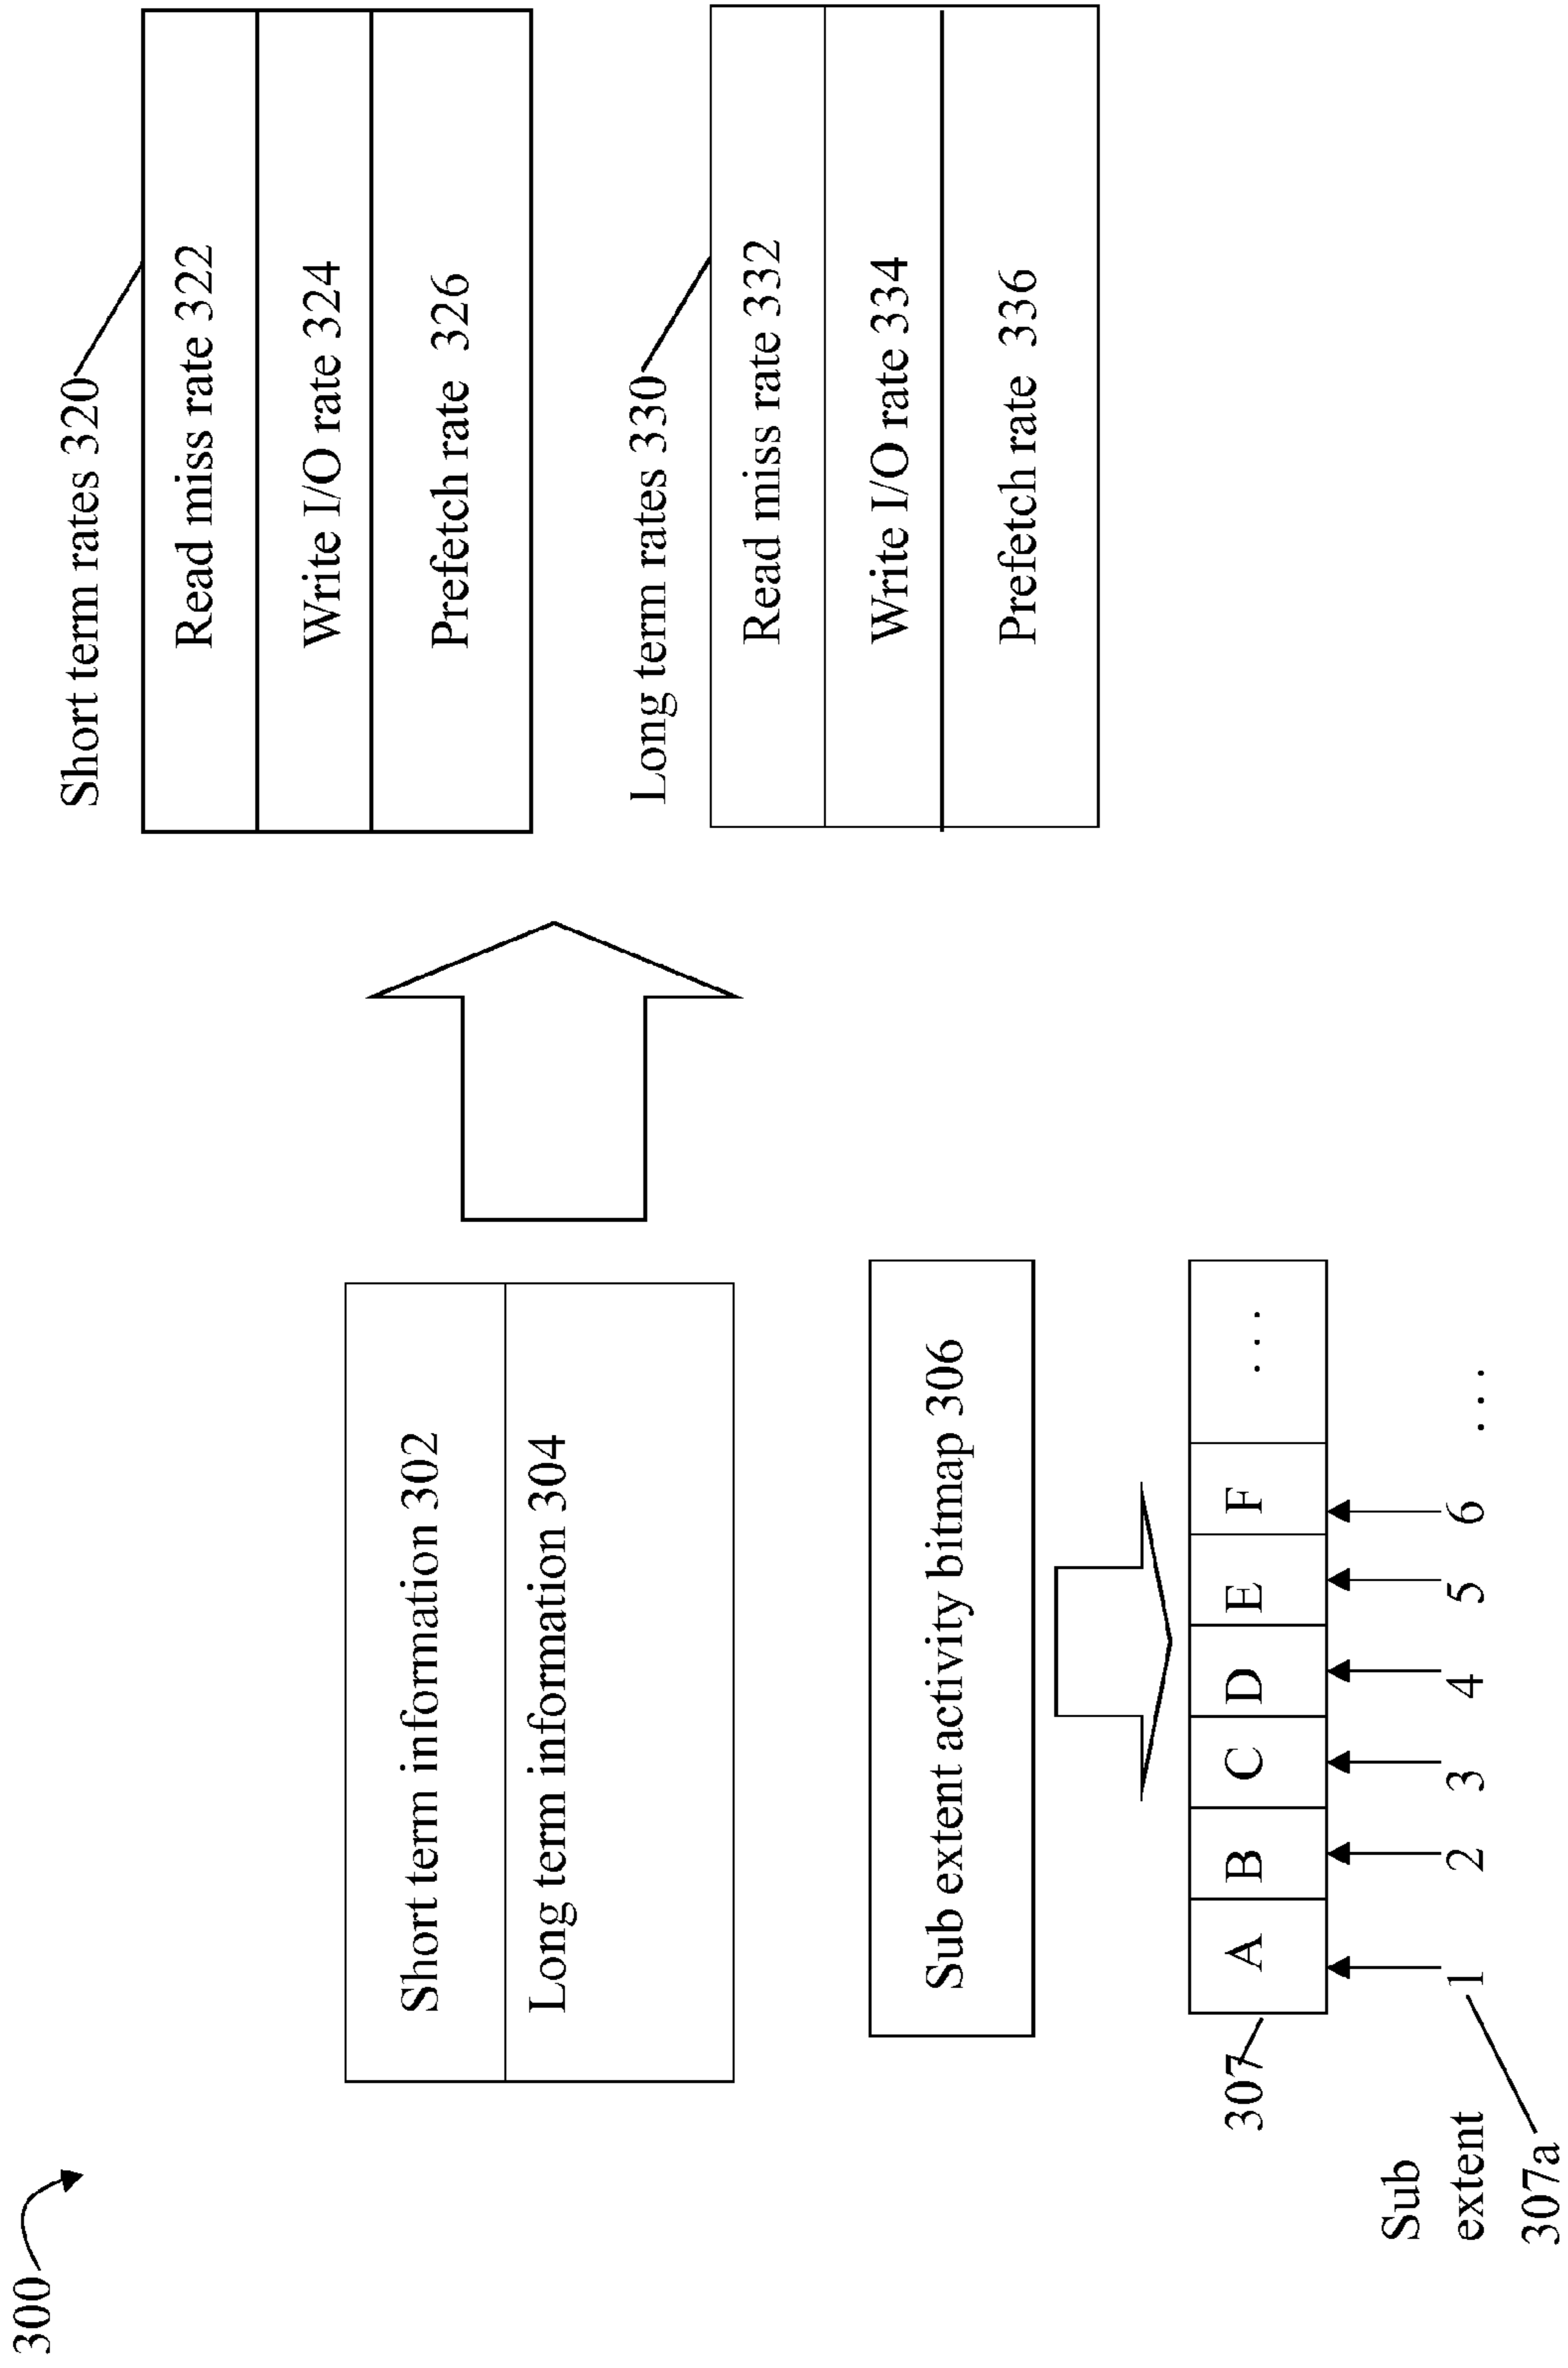 300
Short term rates 320
Read miss rate 322
Write I/O rate 324
Prefetch rate 326
Short term information 302
Long term information 304
Long term rates 330
Read miss rate 332
Write I/O rate 334
Prefetch rate 336
Sub extent activity bitmap 306
307
A B C D E F . . .
Sub
extent
1 2 3 4 5 6 . . .
307a